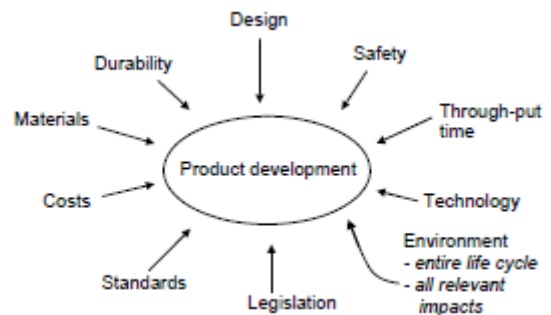 Design
Safety
Durability
Through-put
time
Materials
Product development
Costs
Technology
Environment
- entire life cycle
- all relevant
impacts
Standards
Legislation